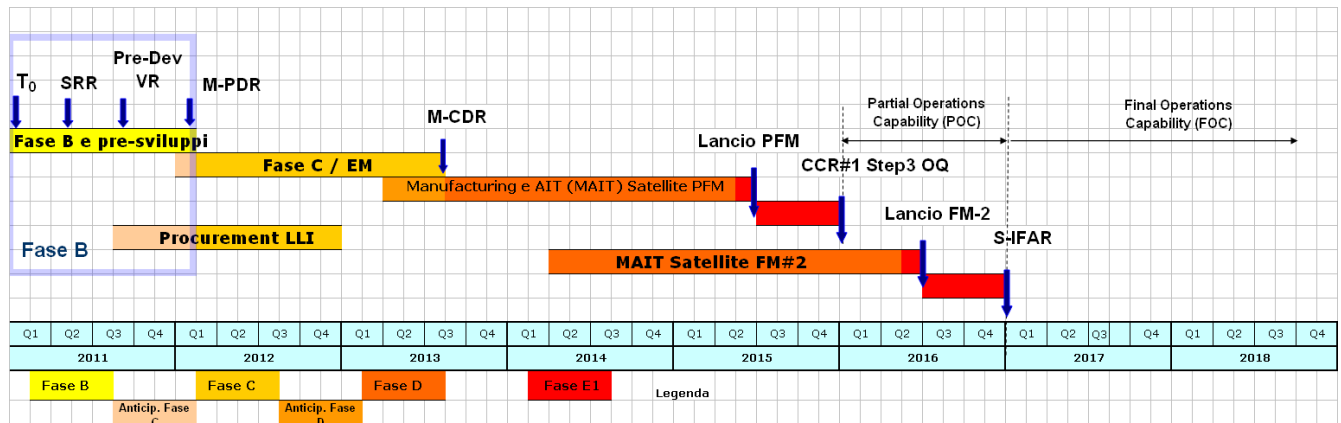 Pre-Dev
T0 SRR VR M-PDR
Partial Operations
Capability (POC)
Final Operations
Capability (FOC)
M-CDR
Fase B e pre-sviluppi
Lancio PFM
Fase C / EM
CCR#1 Step3 OQ
Manufacturing e AIT (MAIT) Satellite PFM
Lancio FM-2
Procurement LLI
S-IFAR
Fase B
MAIT Satellite FM#2
Q1 Q2 Q3 Q4 Q1 Q2 Q3 Q4 Q1 Q2 Q3 Q4 Q1 Q2 Q3 Q4 Q1 Q2 Q3 Q4 Q1 Q2 Q3 Q4 Q1 Q2 Q3 Q4 Q1 Q2 Q3 Q4
2011 2012 2013 2014 2015 2016 2017 2018
Fase B Fase C Fase D Fase E1 Legenda
Anticip. Fase
C
Anticip. Fase
D